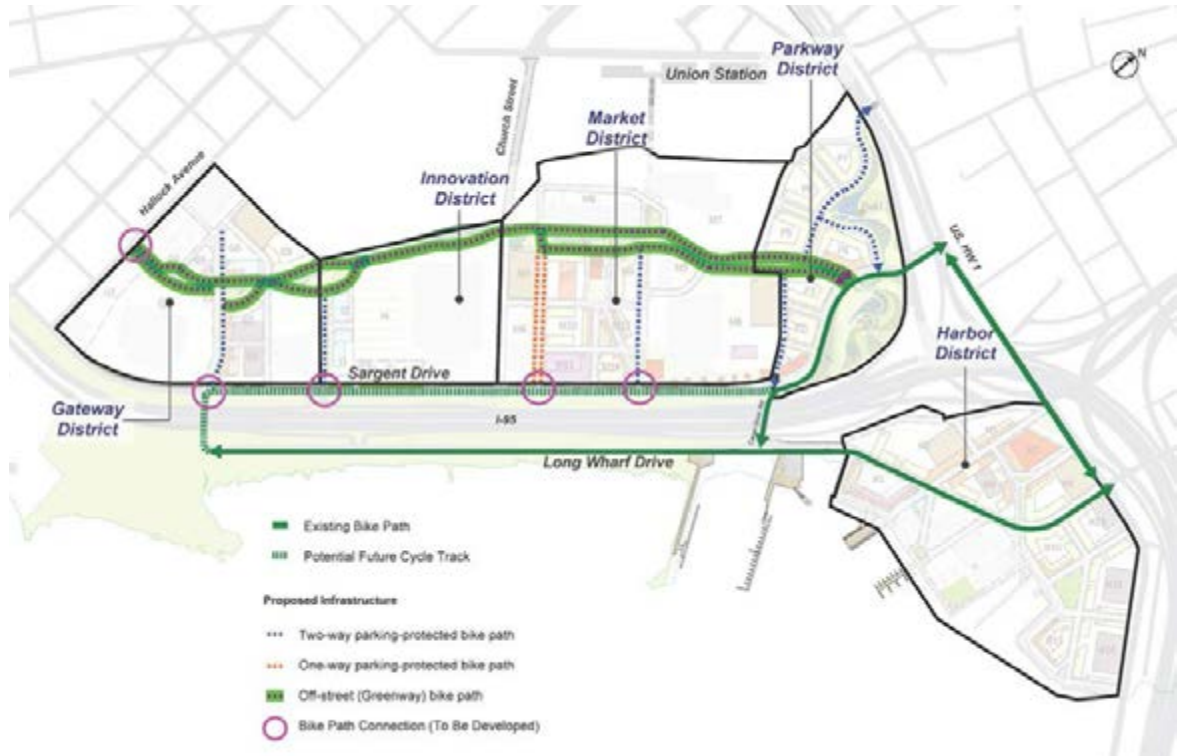 Parkway
District
N
Union Station
Church Street
Market
District
Hallock Avenue
Innovation
District
U.S. HWY 1
Harbor
District
Sargent Drive
Gateway
District
I-95
Long Wharf Drive
Existing Bike Path
Potential Future Cycle Track
Proposed Infrastructure
Two-way parking-protected bike path
One-way parking-protected bike path
Off-street (Greenway) bike path
Bike Path Connection (To Be Developed)